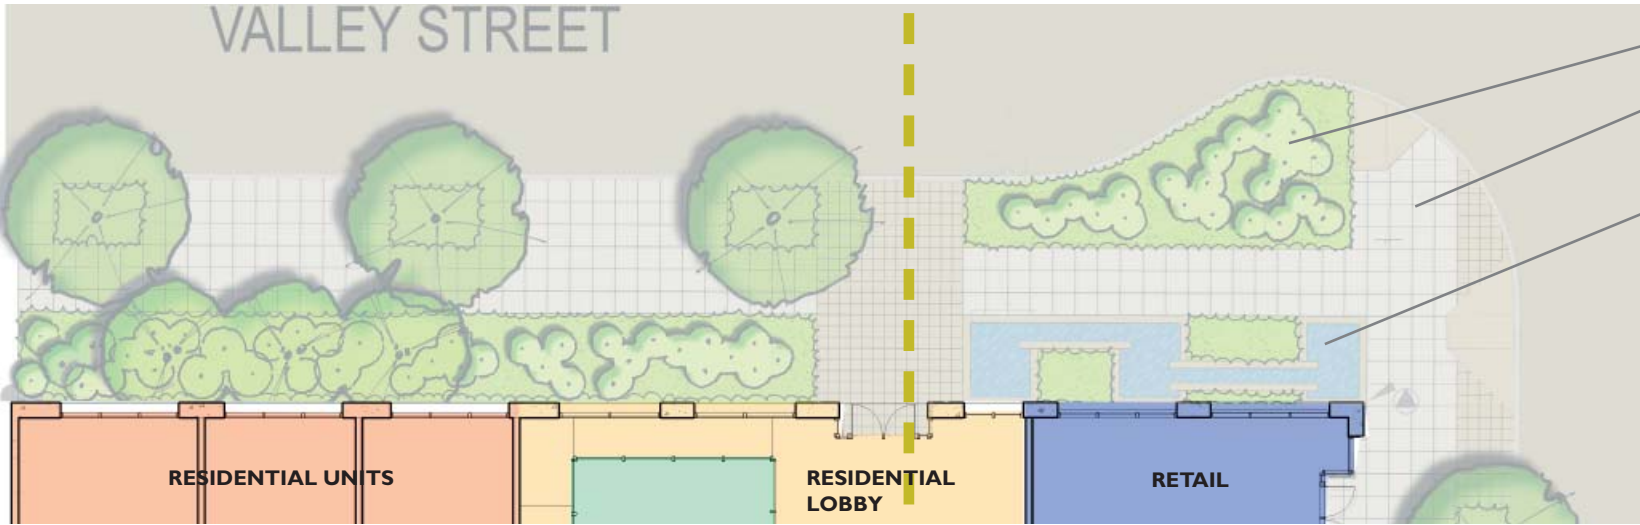 VALLEY STREET
RESIDENTIAL UNITS
RESIDENTIAL
LOBBY
RETAIL